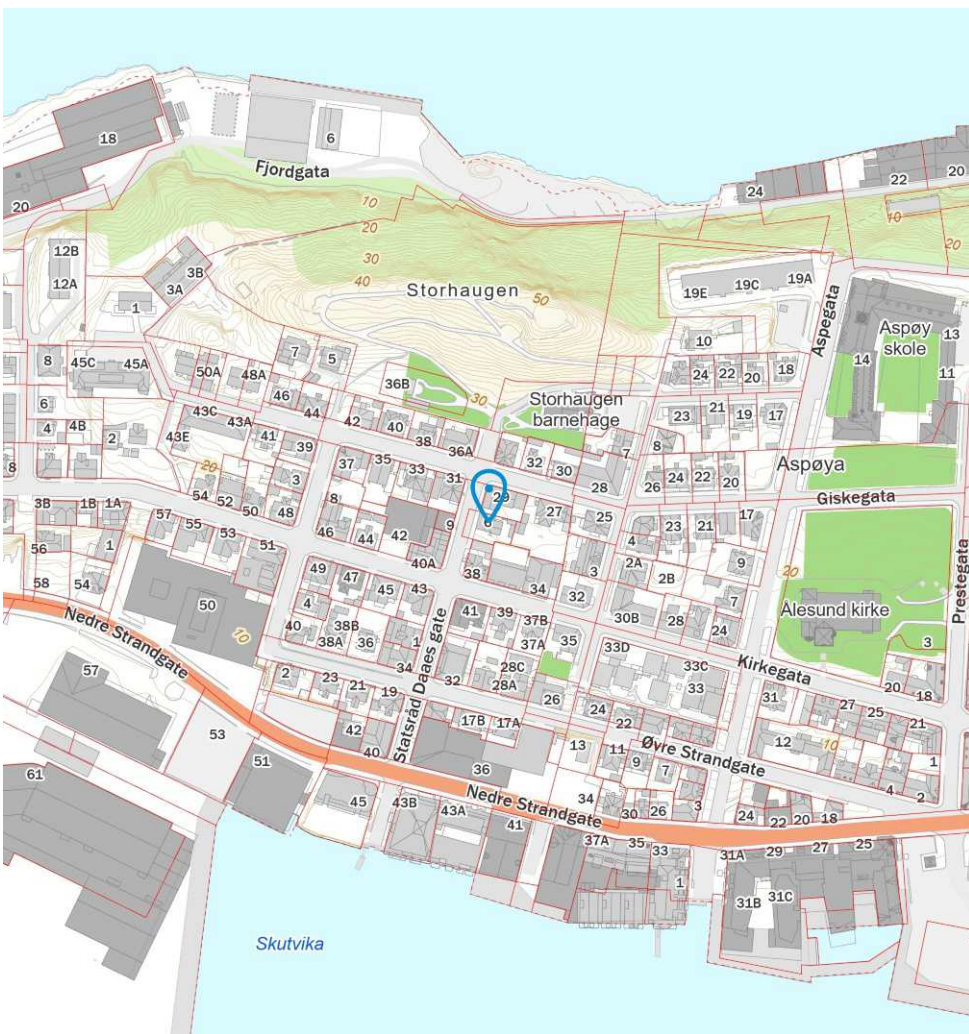 18
6
Fjordgata
24
22
20
20
10
20
30
40
10
20
12B
12A
3B
3A
1
Storhaugen
50
19E
19C
19A
Aspegata
Aspøy
skole
13
14
11
10
8
45C
45A
50A
48A
7
5
46
44
36B
30
Storhaugen
barnehage
24
22
20
18
6
4
4B
2
43C
43A
43E
41
39
42
40
38
36A
32
30
28
7
8
23
21
19
17
Aspøya
8
20
54
52
50
48
3
37
35
33
31
29
27
25
26
24
22
20
Giskegata
3B
1B
1A
57
55
53
51
8
46
44
42
9
40A
6
38
34
4
23
21
17
56
1
58
54
49
47
45
43
41
39
37B
37A
35
32
3
2A
2B
9
7
20
Ålesund kirke
Prestegata
3
50
10
4
40
38B
38A
36
1
34
32
28C
28A
26
30B
28
24
33D
33C
33
Kirkegata
20
18
Nedre Strandgate
57
2
23
21
19
Statsråd Daaes gate
17B
17A
24
22
31
27
25
21
53
51
42
40
36
13
11
9
7
Øvre Strandgate
12
10
1
4
2
61
45
43B
43A
Nedre Strandgate
41
34
30
26
3
24
22
20
18
37A
35
33
1
31A
29
27
25
31B
31C
Skutvika